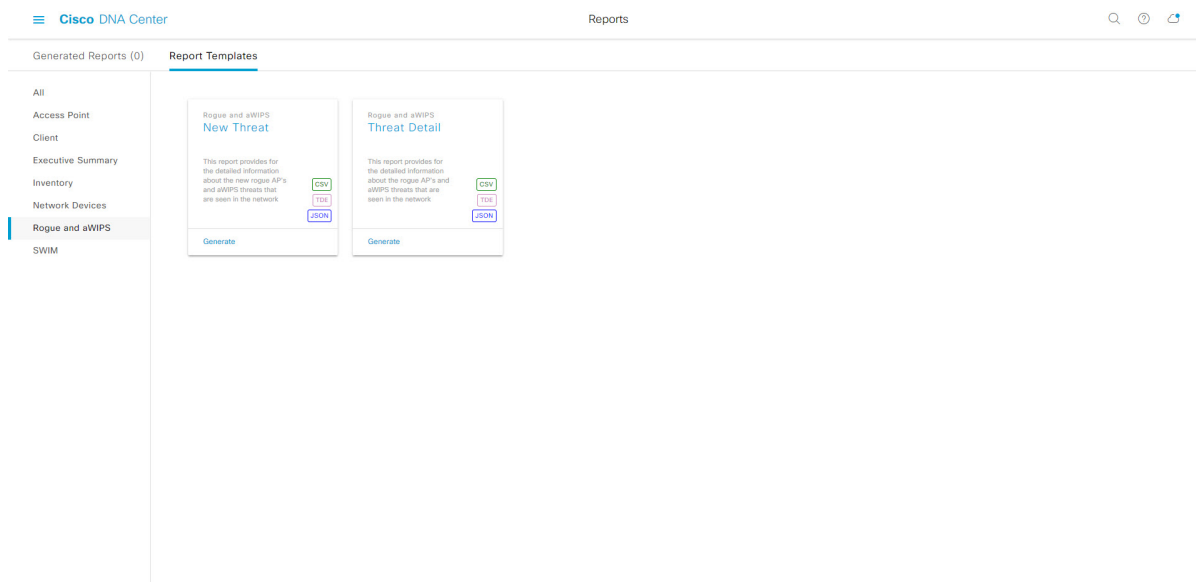 Cisco DNA Center
Reports
Generated Reports (0)
Report Templates
All
Access Point
Client
Executive Summary
Inventory
Network Devices
Rogue and aWIPS
SWIM
Rogue and aWIPS
New Threat
This report provides for
the detailed information
about the new rogue AP's
and aWIPS threats that
are seen in the network
CSV
TDE
JSON
Generate
Rogue and aWIPS
Threat Detail
This report provides for
the detailed information
about the rogue AP's and
aWIPS threats that are
seen in the network
CSV
TDE
JSON
Generate